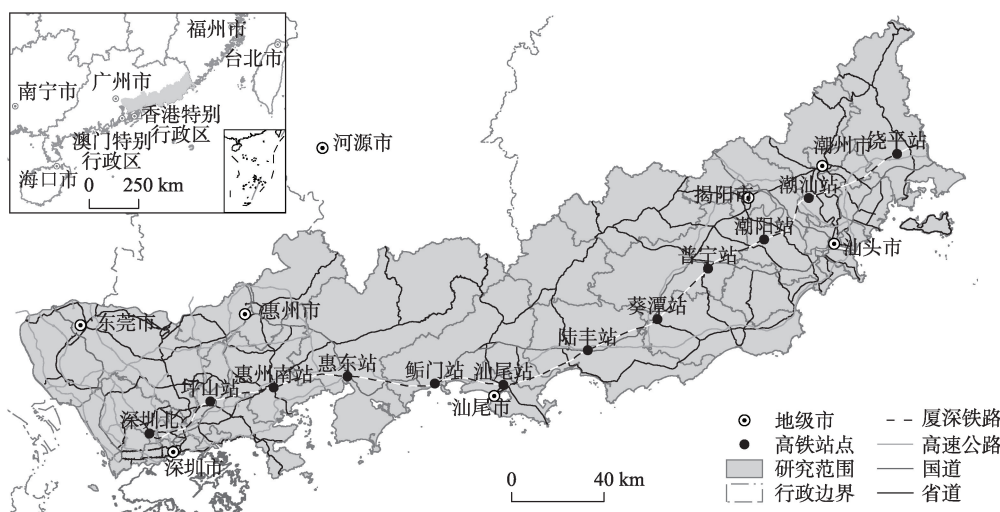 福州市
台北市
广州市
南宁市
香港特别
行政区
澳门特别
行政区
海口市
0 250 km
河源市
潮州市
饶平站
潮汕站
揭阳市
潮阳站
汕头市
普宁站
葵潭站
陆丰站
惠州市
东莞市
惠东站
鲘门站
汕尾站
汕尾市
惠州南站
坪山站
深圳北
深圳市
0 40 km
地级市
高铁站点
研究范围
行政边界
厦深铁路
高速公路
国道
省道